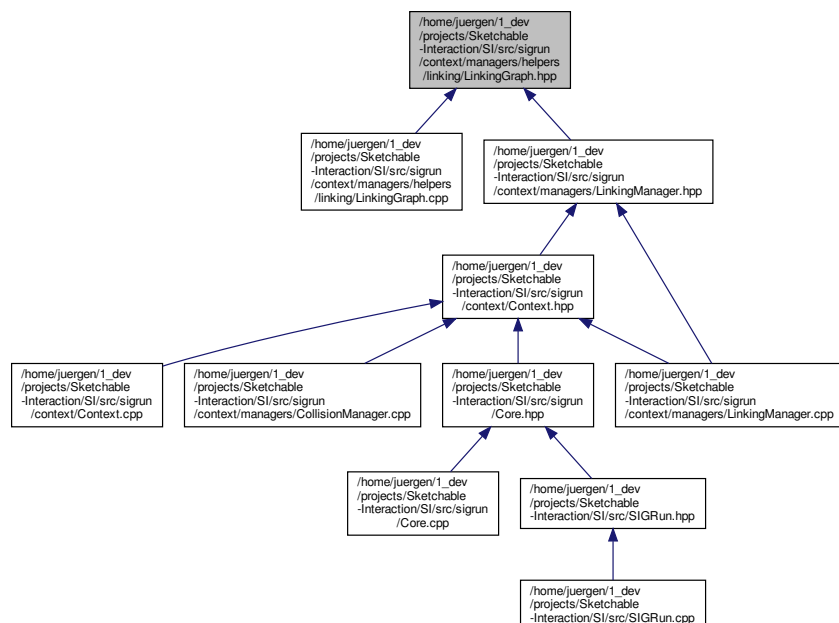 /home/juergen/1_dev
/projects/Sketchable
-Interaction/SI/src/sigrun
/context/managers/helpers
/linking/LinkingGraph.hpp
/home/juergen/1_dev
/projects/Sketchable
-Interaction/SI/src/sigrun
/context/managers/helpers
/linking/LinkingGraph.cpp
/home/juergen/1_dev
/projects/Sketchable
-Interaction/SI/src/sigrun
/context/managers/LinkingManager.hpp
/home/juergen/1_dev
/projects/Sketchable
-Interaction/SI/src/sigrun
/context/Context.hpp
/home/juergen/1_dev
/projects/Sketchable
-Interaction/SI/src/sigrun
/context/Context.cpp
/home/juergen/1_dev
/projects/Sketchable
-Interaction/SI/src/sigrun
/context/managers/CollisionManager.cpp
/home/juergen/1_dev
/projects/Sketchable
-Interaction/SI/src/sigrun
/Core.hpp
/home/juergen/1_dev
/projects/Sketchable
-Interaction/SI/src/sigrun
/context/managers/LinkingManager.cpp
/home/juergen/1_dev
/projects/Sketchable
-Interaction/SI/src/sigrun
/Core.cpp
/home/juergen/1_dev
/projects/Sketchable
-Interaction/SI/src/SIGRun.hpp
/home/juergen/1_dev
/projects/Sketchable
-Interaction/SI/src/SIGRun.cpp